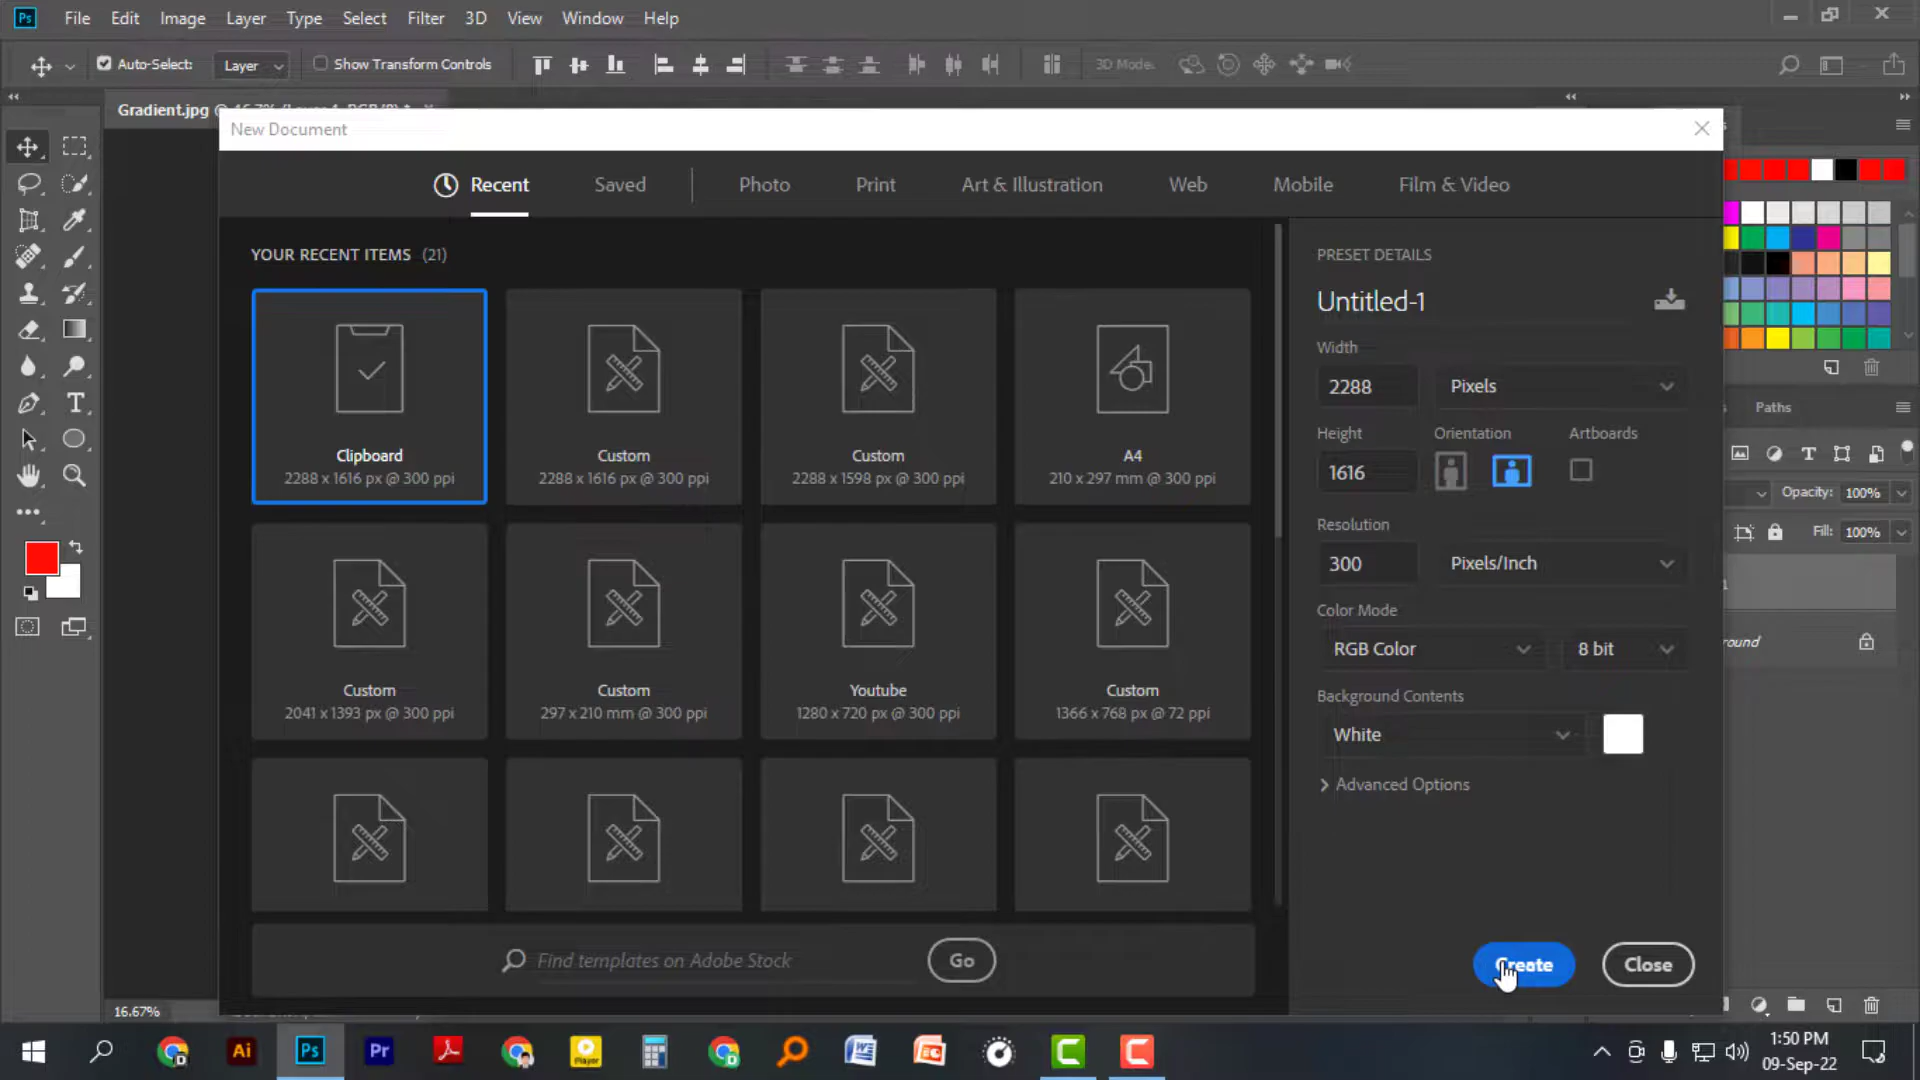 Ps File Edit Image Layer Type Select Filter 3D View Window Help
Auto-Select: Layer Show Transform Controls 3D Mode:
Gradient.jpg @
New Document
Recent Saved Photo Print Art & Illustration Web Mobile Film & Video
YOUR RECENT ITEMS (21)
Clipboard
2288 x 1616 px @ 300 ppi
Custom
2288 x 1616 px @ 300 ppi
Custom
2288 x 1598 px @ 300 ppi
A4
210 x 297 mm @ 300 ppi
Custom
2041 x 1393 px @ 300 ppi
Custom
297 x 210 mm @ 300 ppi
Youtube
1280 x 720 px @ 300 ppi
Custom
1366 x 768 px @ 72 ppi
Find templates on Adobe Stock Go
PRESET DETAILS
Untitled-1
Width
2288 Pixels
Height Orientation Artboards
1616
Resolution
300 Pixels/Inch
Color Mode
RGB Color 8 bit
Background Contents
White
Advanced Options
Create Close
Paths
Opacity: 100%
Fill: 100%
round
16.67%
Ai Ps Pr Player
1:50 PM
09-Sep-22